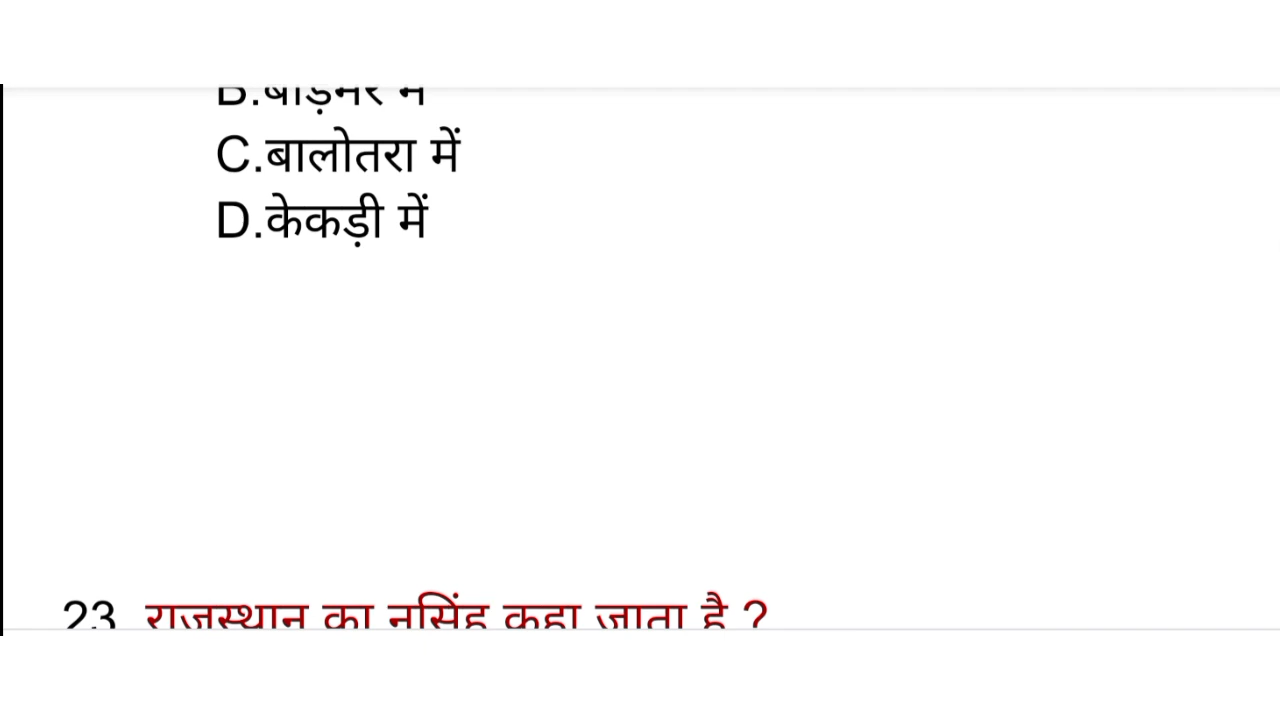 B.बाड़मेर में
C.बालोतरा में
D.केकड़ी में
23 राजस्थान का नृसिंह कहा जाता है ?